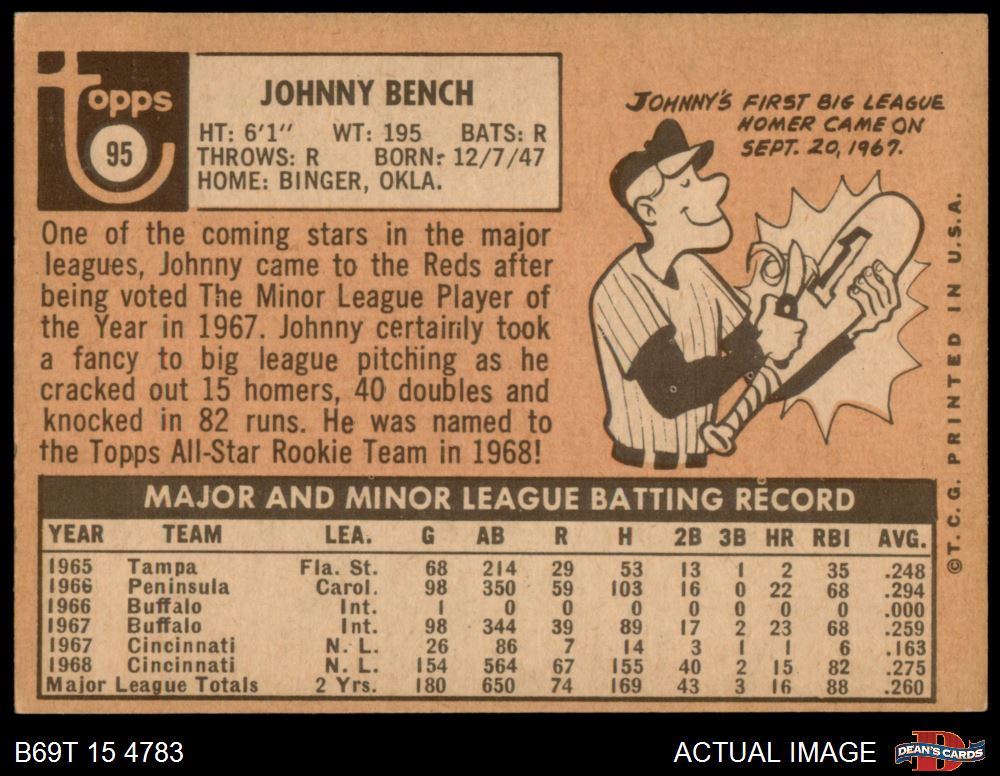 Topps
95
JOHNNY BENCH
HT: 6'1" WT: 195 BATS: R
THROWS: R BORN: 12/7/47
HOME: BINGER, OKLA.
One of the coming stars in the major
leagues, Johnny came to the Reds after
being voted The Minor League Player of
the Year in 1967. Johnny certainly took
a fancy to big league pitching as he
cracked out 15 homers, 40 doubles and
knocked in 82 runs. He was named to
the Topps All-Star Rookie Team in 1968!
JOHNNY'S FIRST BIG LEAGUE
HOMER CAME ON
SEPT. 20, 1967.
1
©T. C. G. PRINTED IN U.S.A.
MAJOR AND MINOR LEAGUE BATTING RECORD
YEAR TEAM LEA. G AB R H 2B 3B HR RBI AVG.
1965 Tampa Fla. St. 68 214 29 53 13 1 2 35 .248
1966 Peninsula Carol. 98 350 59 103 16 0 22 68 .294
1966 Buffalo Int. 1 0 0 0 0 0 0 0 .000
1967 Buffalo Int. 98 344 39 89 17 2 23 68 .259
1967 Cincinnati N. L. 26 86 7 14 3 1 1 6 .163
1968 Cincinnati N. L. 154 564 67 155 40 2 15 82 .275
Major League Totals 2 Yrs. 180 650 74 169 43 3 16 88 .260
B69T 15 4783
ACTUAL IMAGE
DEAN'S CARDS